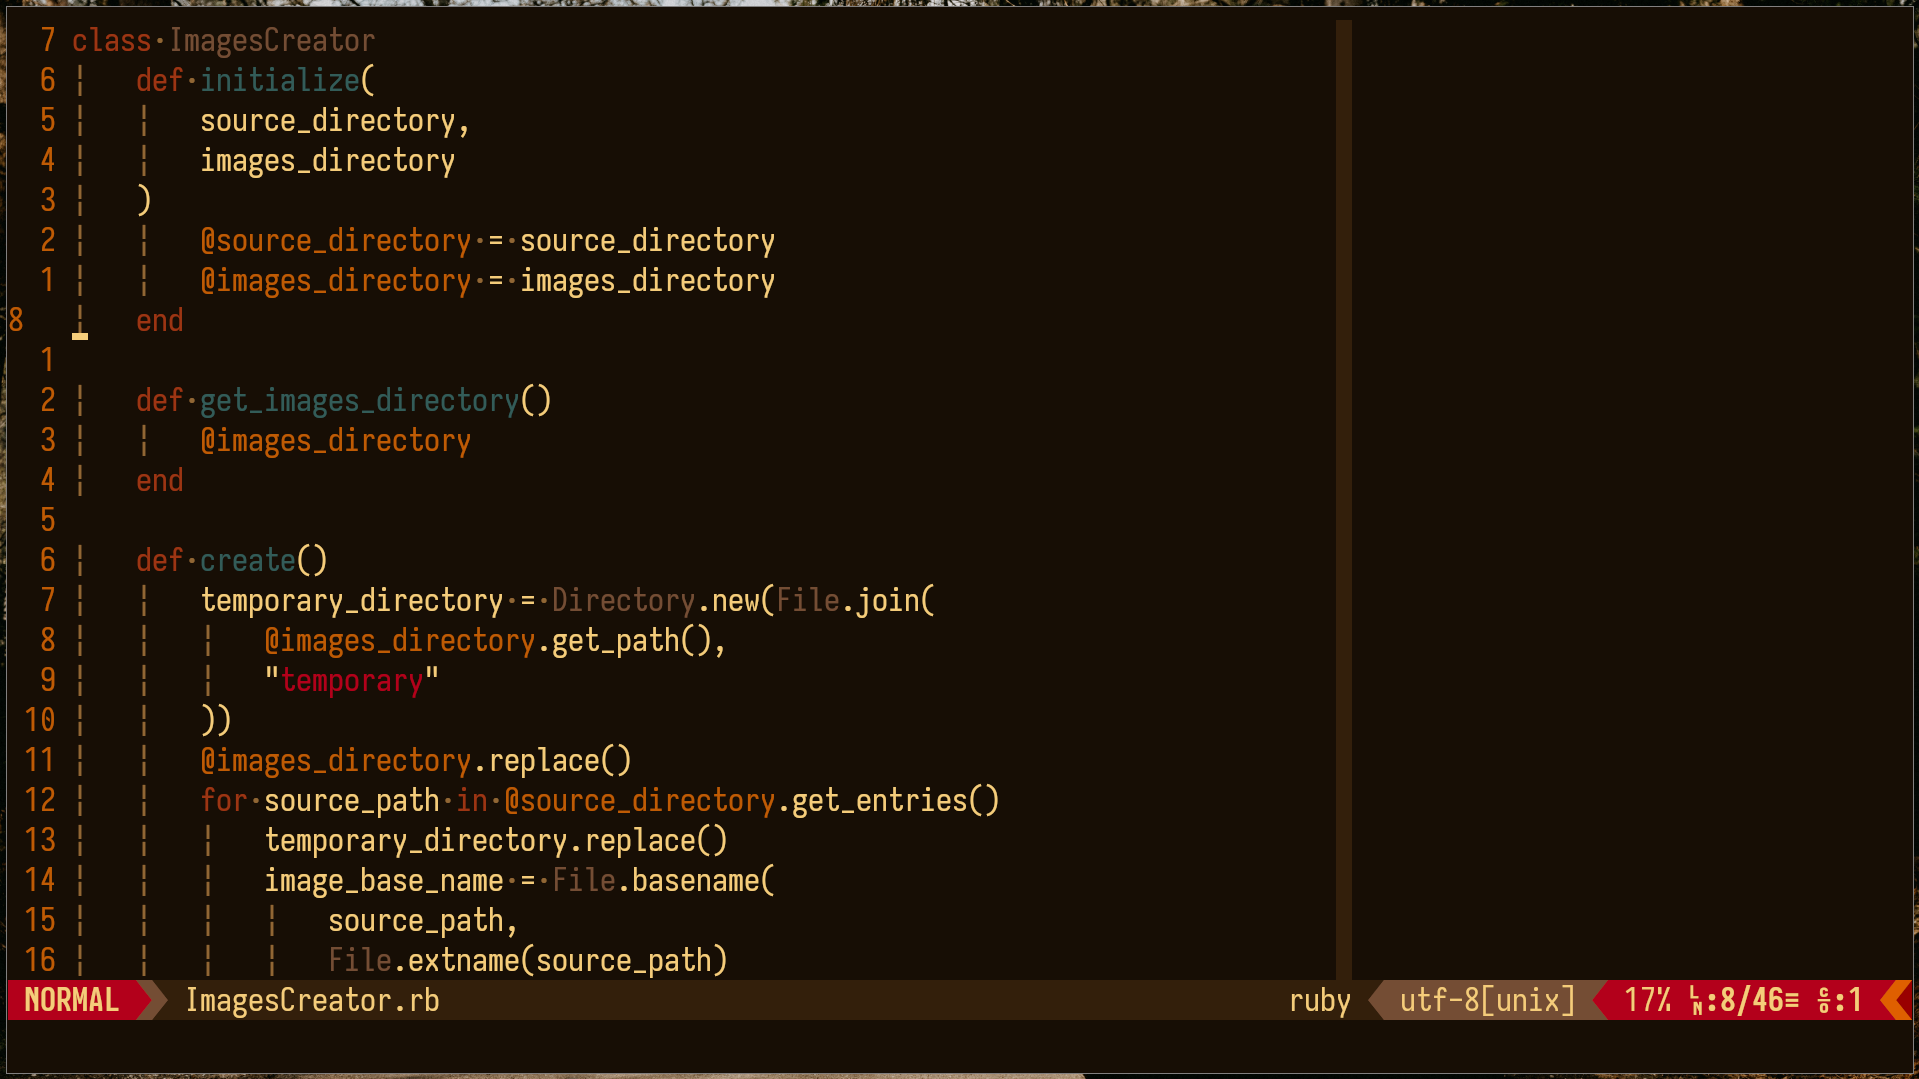 7 class·ImagesCreator
6 ¦   def·initialize(
5 ¦   ¦   source_directory,
4 ¦   ¦   images_directory
3 ¦   )
2 ¦   ¦   @source_directory·=·source_directory
1 ¦   ¦   @images_directory·=·images_directory
8   ¦   end
1
2 ¦   def·get_images_directory()
3 ¦   ¦   @images_directory
4 ¦   end
5
6 ¦   def·create()
7 ¦   ¦   temporary_directory·=·Directory.new(File.join(
8 ¦   ¦   ¦   @images_directory.get_path(),
9 ¦   ¦   ¦   "temporary"
10 ¦   ¦   ))
11 ¦   ¦   @images_directory.replace()
12 ¦   ¦   for·source_path·in·@source_directory.get_entries()
13 ¦   ¦   ¦   temporary_directory.replace()
14 ¦   ¦   ¦   image_base_name·=·File.basename(
15 ¦   ¦   ¦   ¦   source_path,
16 ¦   ¦   ¦   ¦   File.extname(source_path)
NORMAL ImagesCreator.rb ruby utf-8[unix] 17% ␤:8/46≡ ℅:1